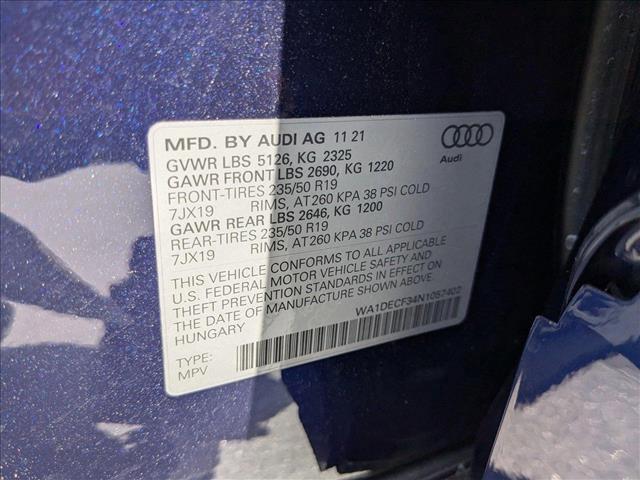 MFD. BY AUDI AG 11 21
GVWR LBS 5126, KG 2325
GAWR FRONT LBS 2690, KG 1220
FRONT-TIRES 235/50 R19
7JX19 RIMS, AT260 KPA 38 PSI COLD
GAWR REAR LBS 2646, KG 1200
REAR-TIRES 235/50 R19
7JX19 RIMS, AT260 KPA 38 PSI COLD
THIS VEHICLE CONFORMS TO ALL APPLICABLE
U.S. FEDERAL MOTOR VEHICLE SAFETY AND
THEFT PREVENTION STANDARDS IN EFFECT ON
THE DATE OF MANUFACTURE SHOWN ABOVE.
HUNGARY
WA1DECF34N1057402
TYPE:
MPV
Audi